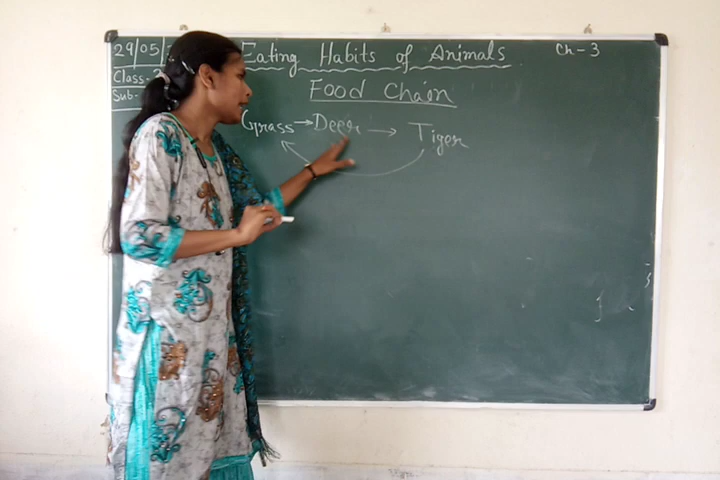 29/05/
Eating Habits of Animals
Ch-3
Class-
Sub-
Food Chain
Grass → Deer → Tiger